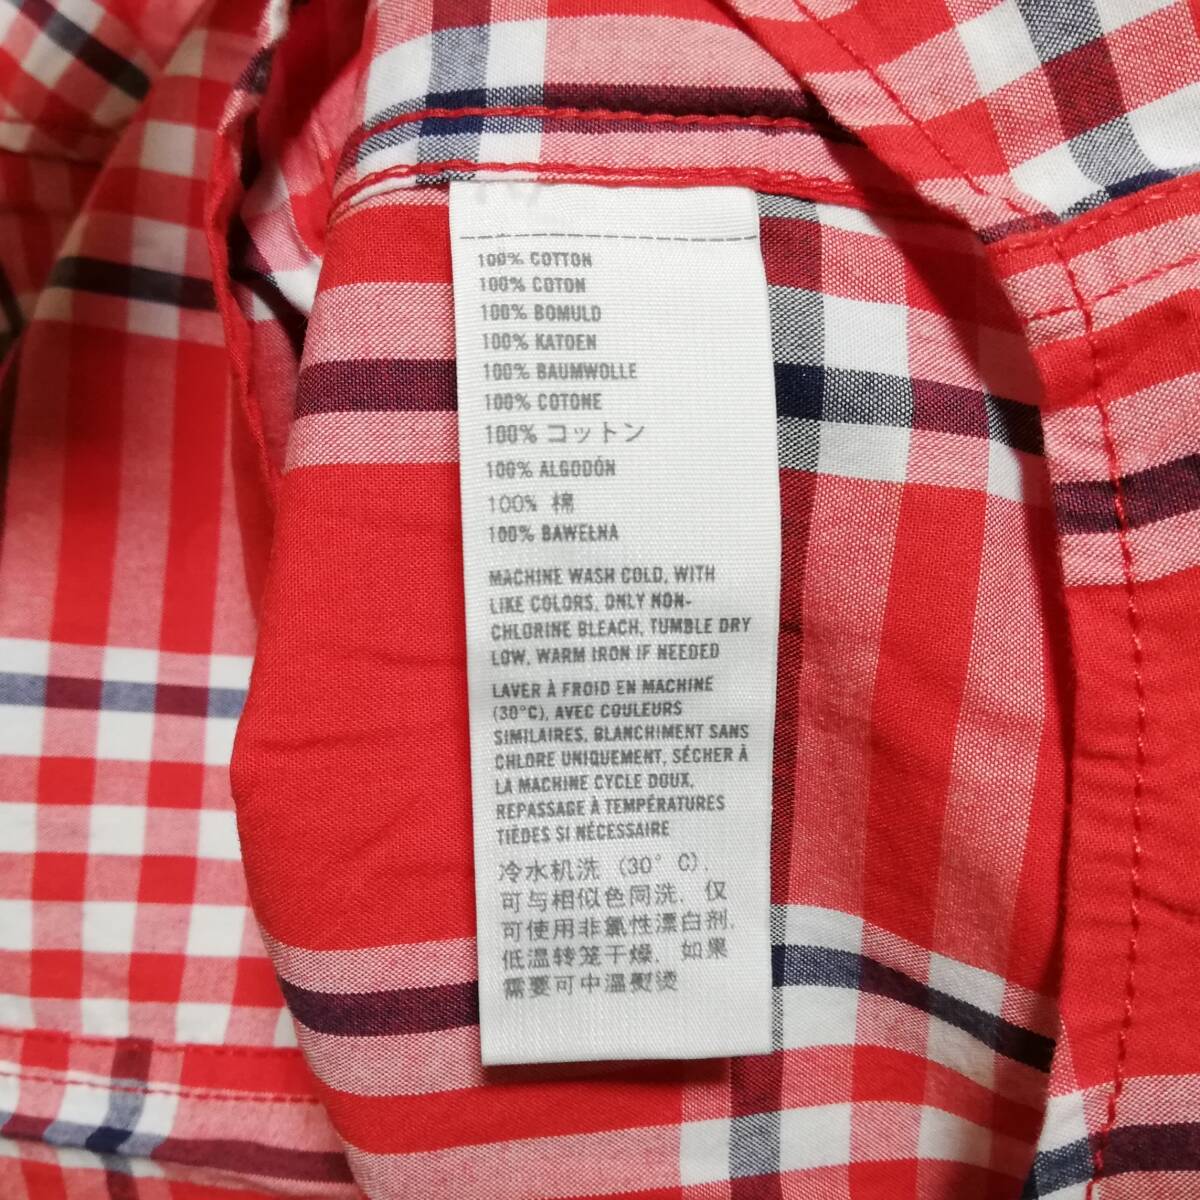 100% COTTON
100% COTON
100% BOMULD
100% KATOEN
100% BAUMWOLLE
100% COTONE
100% コットン
100% ALGODÓN
100% 棉
100% BAWEŁNA
MACHINE WASH COLD, WITH
LIKE COLORS, ONLY NON-
CHLORINE BLEACH, TUMBLE DRY
LOW, WARM IRON IF NEEDED
LAVER À FROID EN MACHINE
(30°C), AVEC COULEURS
SIMILAIRES, BLANCHIMENT SANS
CHLORE UNIQUEMENT, SÉCHER À
LA MACHINE CYCLE DOUX,
REPASSAGE À TEMPÉRATURES
TIÈDES SI NÉCESSAIRE
冷水机洗 (30° C),
可与相似色同洗, 仅
可使用非氯性漂白剂,
低温转笼干燥, 如果
需要可中温熨烫